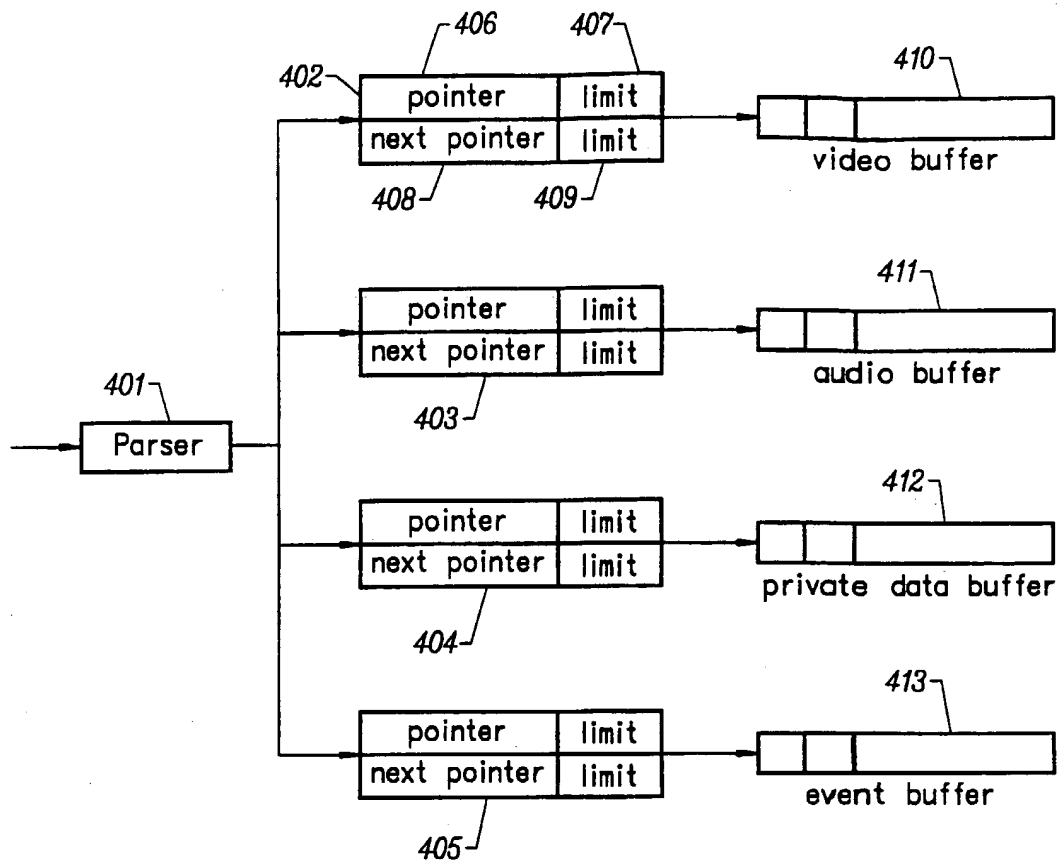 406
407
402
410
pointer limit
next pointer limit
video buffer
408
409
411
pointer limit
next pointer limit
audio buffer
401
403
Parser
412
pointer limit
next pointer limit
private data buffer
404
413
pointer limit
next pointer limit
event buffer
405